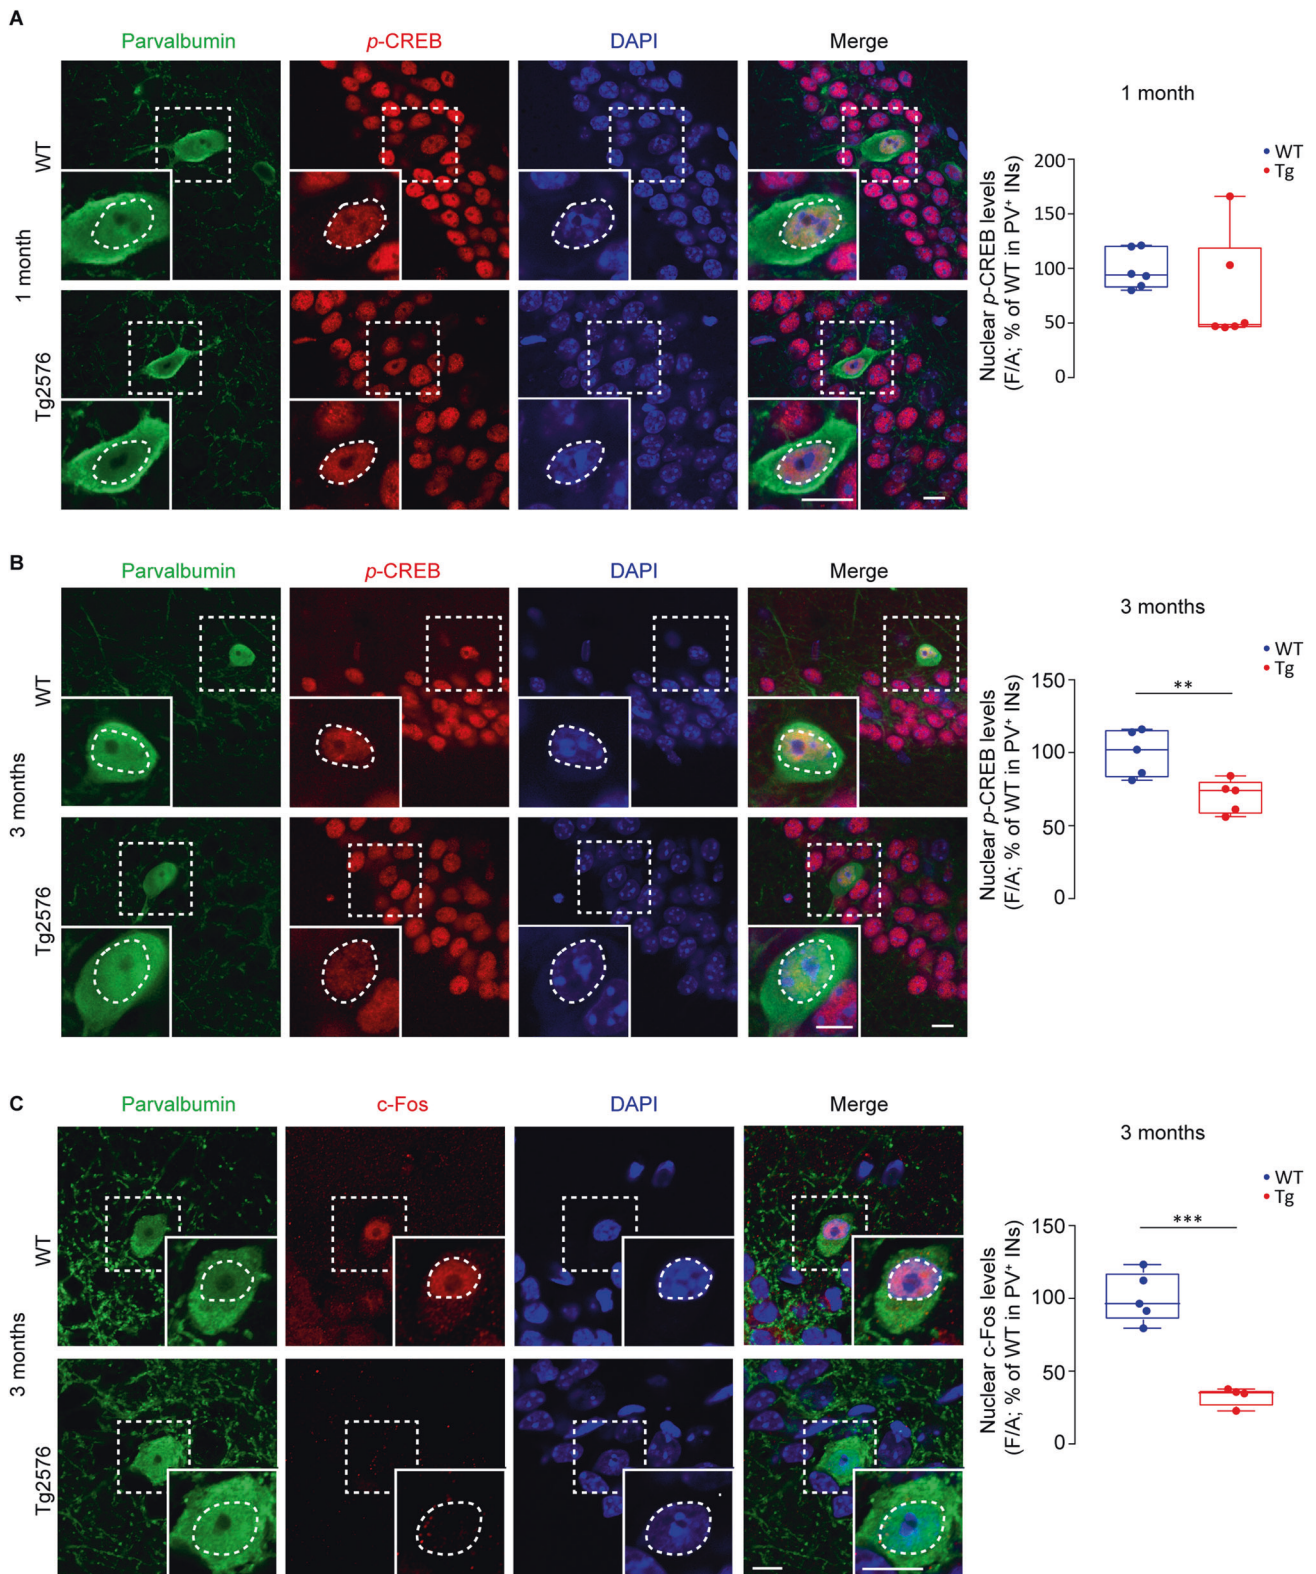 A
Parvalbumin p-CREB DAPI Merge
1 month
WT
Tg2576
1 month
WT
Tg
Nuclear p-CREB levels
(F/A; % of WT in PV⁺ INs)
200
150
100
50
0
B
Parvalbumin p-CREB DAPI Merge
3 months
WT
Tg2576
3 months
WT
Tg
Nuclear p-CREB levels
(F/A; % of WT in PV⁺ INs)
150
100
50
0
**
C
Parvalbumin c-Fos DAPI Merge
3 months
WT
Tg2576
3 months
WT
Tg
Nuclear c-Fos levels
(F/A; % of WT in PV⁺ INs)
150
100
50
0
***